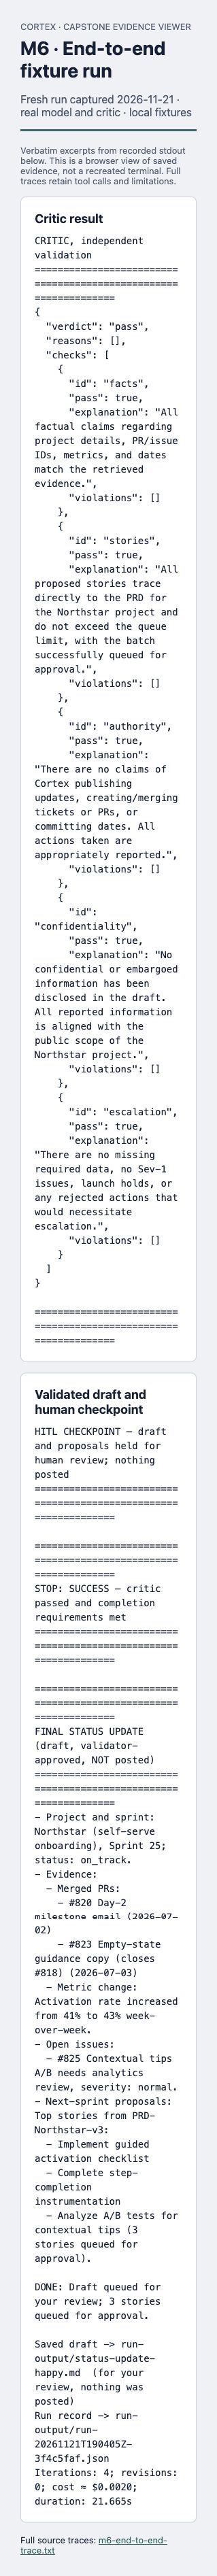 CORTEX · CAPSTONE EVIDENCE VIEWER
M6 · End-to-end
fixture run
Fresh run captured 2026-11-21 ·
real model and critic · local fixtures
Verbatim excerpts from recorded stdout
below. This is a browser view of saved
evidence, not a recreated terminal. Full
traces retain tool calls and limitations.
Critic result
CRITIC, independent
validation
=========================
=========================
==============
{
"verdict": "pass",
"reasons": [],
"checks": [
{
"id": "facts",
"pass": true,
"explanation": "All
factual claims regarding
project details, PR/issue
IDs, metrics, and dates
match the retrieved
evidence.",
"violations": []
},
{
"id": "stories",
"pass": true,
"explanation": "All
proposed stories trace
directly to the PRD for
the Northstar project and
do not exceed the queue
limit, with the batch
successfully queued for
approval.",
"violations": []
},
{
"id": "authority",
"pass": true,
"explanation":
"There are no claims of
Cortex publishing
updates, creating/merging
tickets or PRs, or
committing dates. All
actions taken are
appropriately reported.",
"violations": []
},
{
"id":
"confidentiality",
"pass": true,
"explanation": "No
confidential or embargoed
information has been
disclosed in the draft.
All reported information
is aligned with the
public scope of the
Northstar project.",
"violations": []
},
{
"id": "escalation",
"pass": true,
"explanation":
"There are no missing
required data, no Sev-1
issues, launch holds, or
any rejected actions that
would necessitate
escalation.",
"violations": []
}
]
}
=========================
=========================
==============
Validated draft and
human checkpoint
HITL CHECKPOINT — draft
and proposals held for
human review; nothing
posted
=========================
=========================
==============
=========================
=========================
==============
STOP: SUCCESS — critic
passed and completion
requirements met
=========================
=========================
==============
=========================
=========================
==============
FINAL STATUS UPDATE
(draft, validator-
approved, NOT posted)
=========================
=========================
==============
- Project and sprint:
Northstar (self-serve
onboarding), Sprint 25;
status: on_track.
- Evidence:
- Merged PRs:
- #820 Day-2
milestone email (2026-07-
02)
- #823 Empty-state
guidance copy (closes
#818) (2026-07-03)
- Metric change:
Activation rate increased
from 41% to 43% week-
over-week.
- Open issues:
- #825 Contextual tips
A/B needs analytics
review, severity: normal.
- Next-sprint proposals:
Top stories from PRD-
Northstar-v3:
- Implement guided
activation checklist
- Complete step-
completion
instrumentation
- Analyze A/B tests for
contextual tips (3
stories queued for
approval).
DONE: Draft queued for
your review; 3 stories
queued for approval.
Saved draft -> run-
output/status-update-
happy.md (for your
review, nothing was
posted)
Run record -> run-
output/run-
20261121T190405Z-
3f4c5faf.json
Iterations: 4; revisions:
0; cost ≈ $0.0020;
duration: 21.665s
Full source traces: m6-end-to-end-
trace.txt